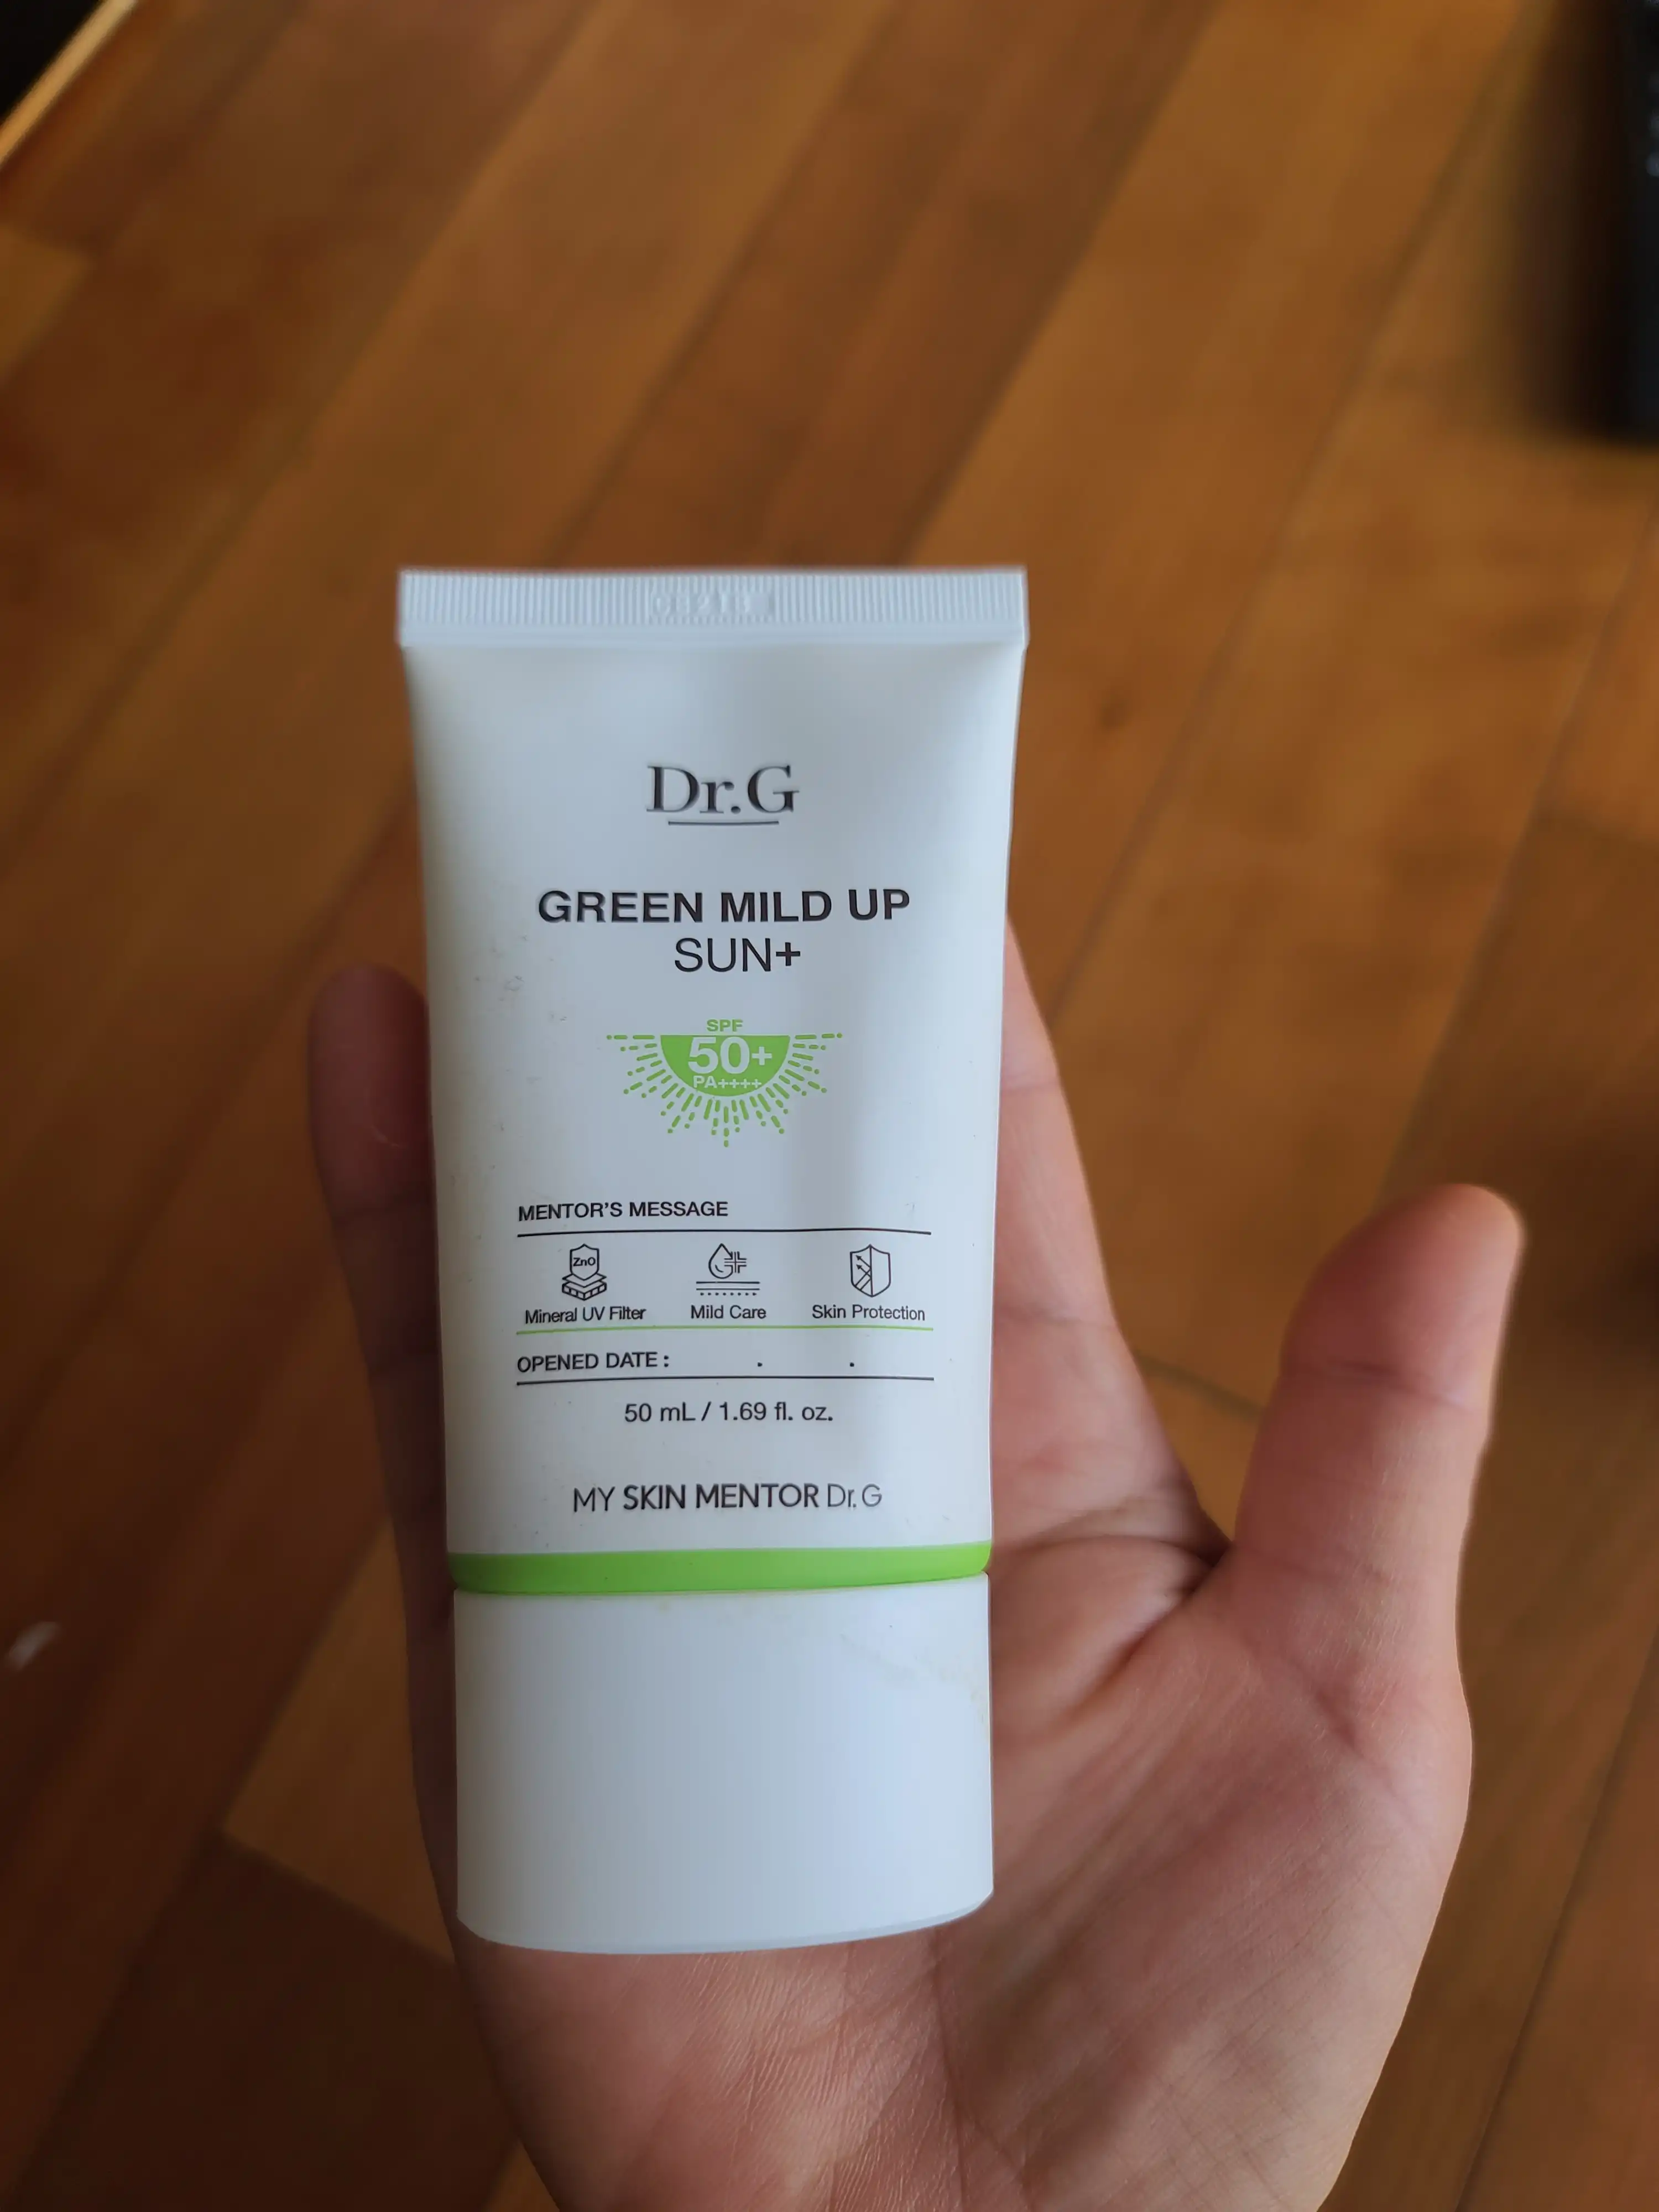 Dr.G
GREEN MILD UP
SUN+
SPF
50+
PA++++
MENTOR'S MESSAGE
ZnO
Mineral UV Filter Mild Care Skin Protection
OPENED DATE : . .
50 mL / 1.69 fl. oz.
MY SKIN MENTOR Dr.G